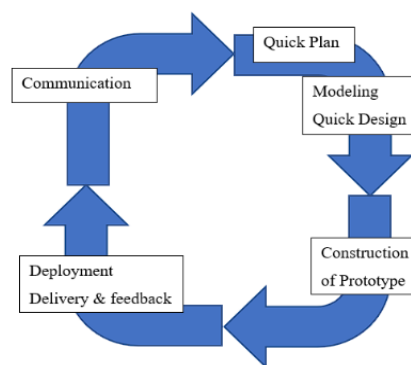 Quick Plan
Communication
Modeling
Quick Design
Construction
of Prototype
Deployment
Delivery & feedback